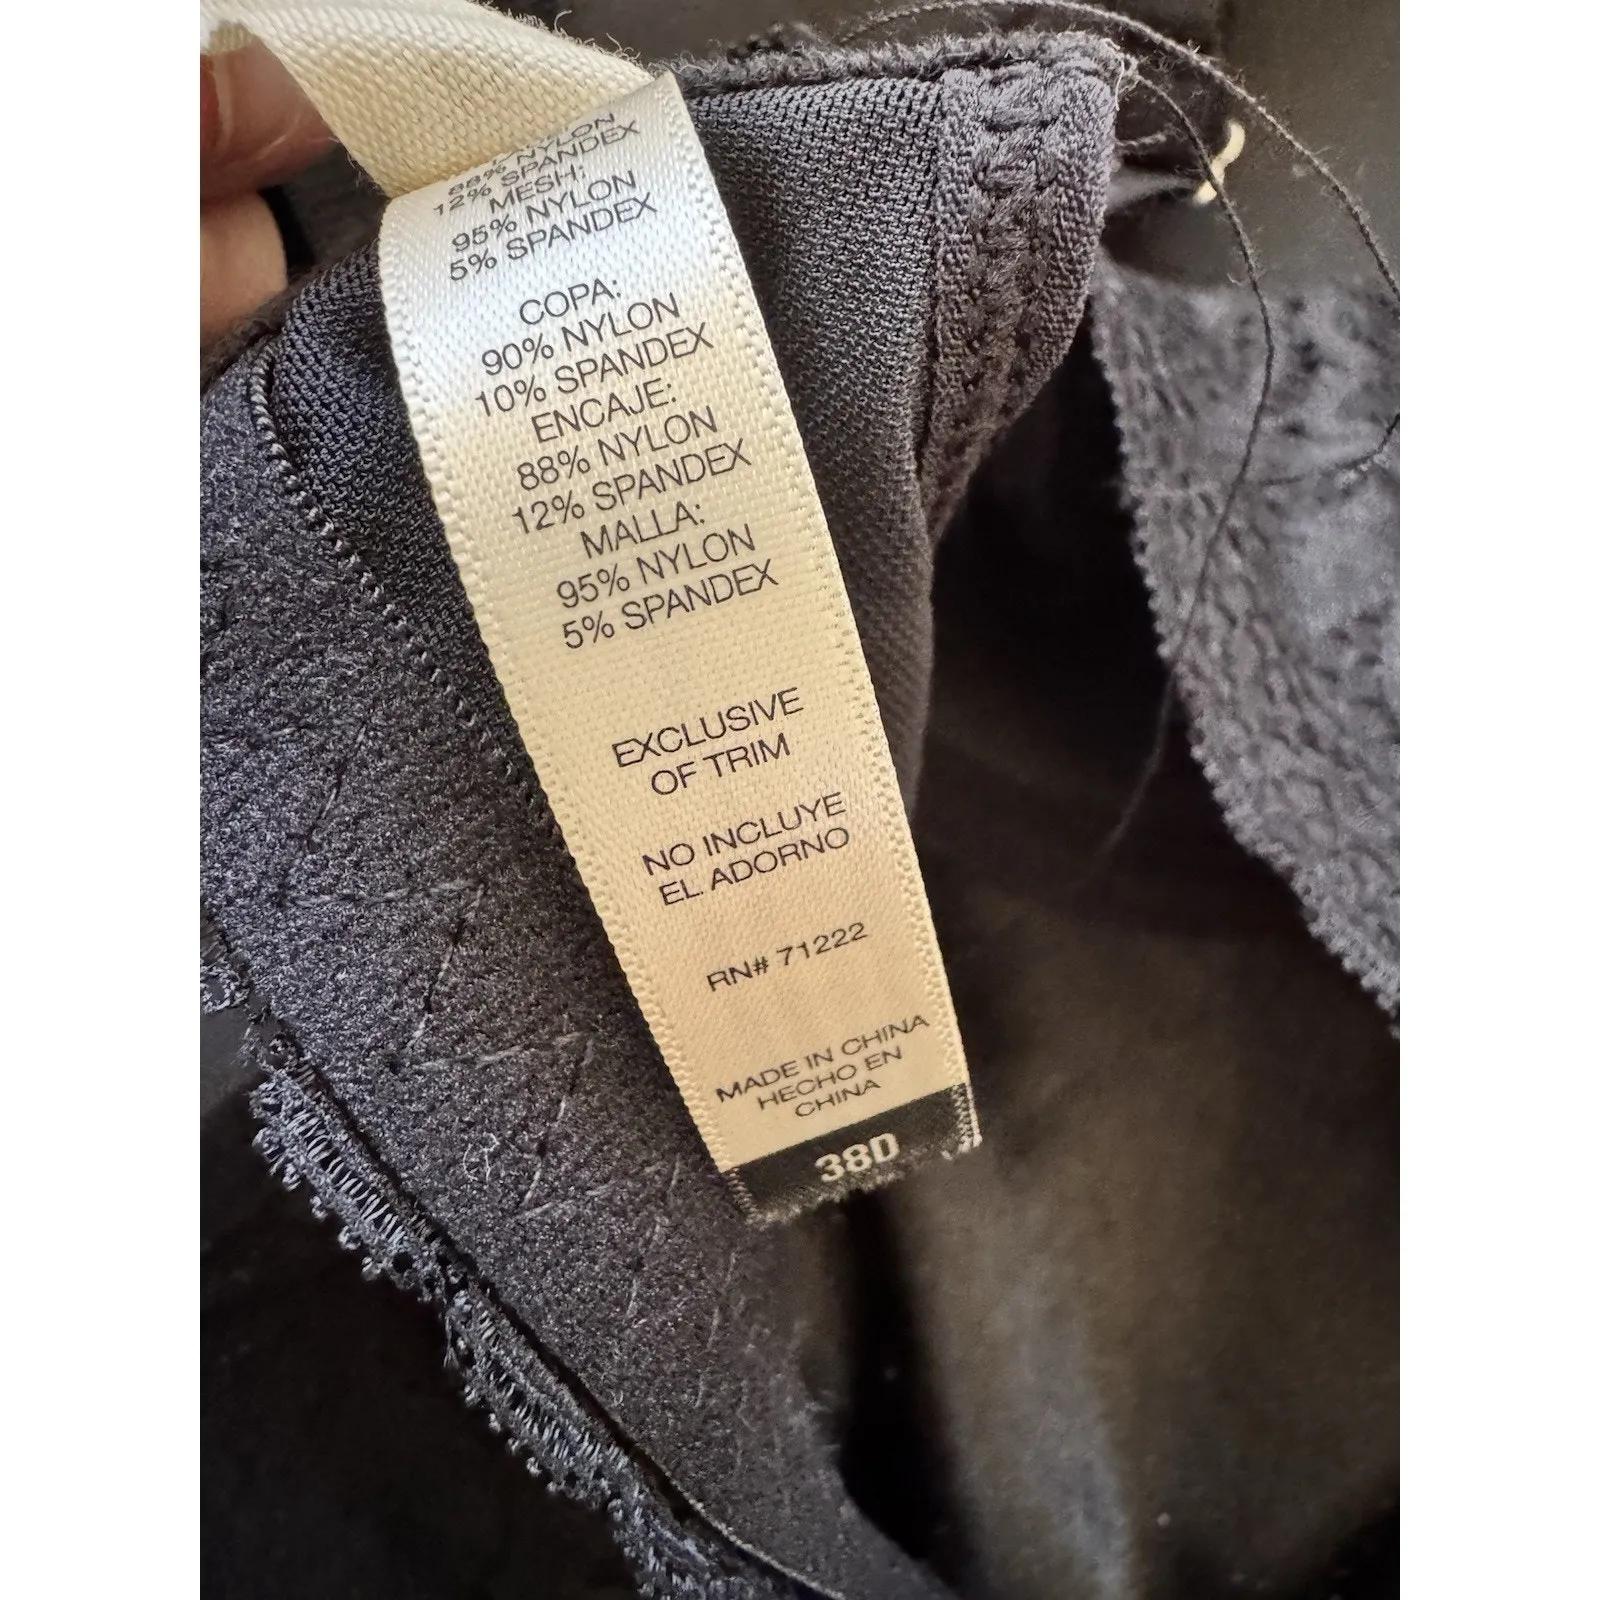 88% NYLON
12% SPANDEX
MESH:
95% NYLON
5% SPANDEX
COPA:
90% NYLON
10% SPANDEX
ENCAJE:
88% NYLON
12% SPANDEX
MALLA:
95% NYLON
5% SPANDEX
EXCLUSIVE
OF TRIM
NO INCLUYE
EL ADORNO
RN# 71222
MADE IN CHINA
HECHO EN
CHINA
38D